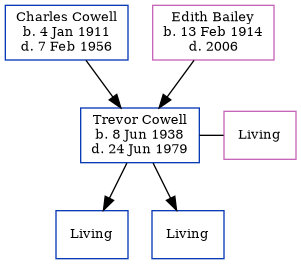 Charles Cowell
b. 4 Jan 1911
d. 7 Feb 1956
Edith Bailey
b. 13 Feb 1914
d. 2006
Trevor Cowell
b. 8 Jun 1938
d. 24 Jun 1979
Living
Living
Living